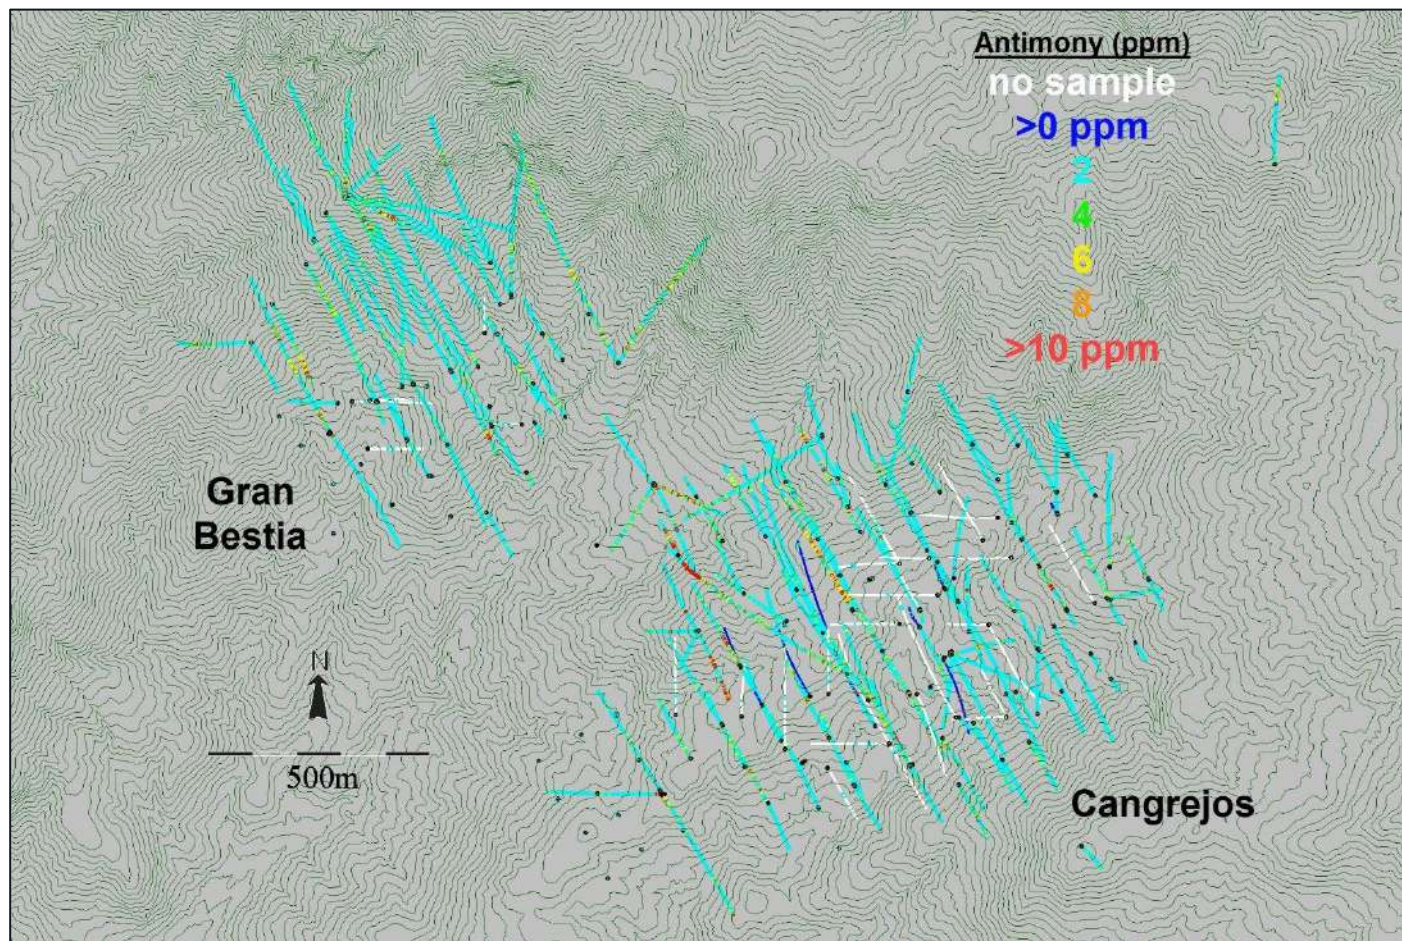 Antimony (ppm)
no sample
>0 ppm
2
4
6
8
>10 ppm
Gran
Bestia
N
500m
Cangrejos